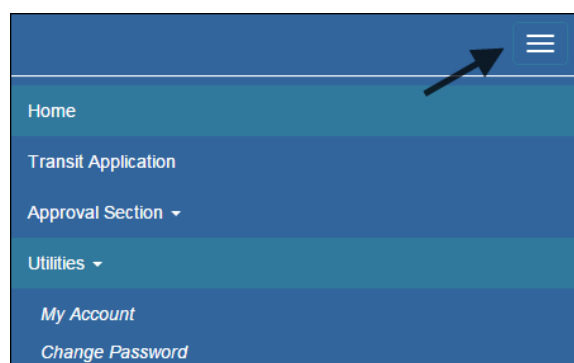 Home
Transit Application
Approval Section
Utilities
My Account
Change Password